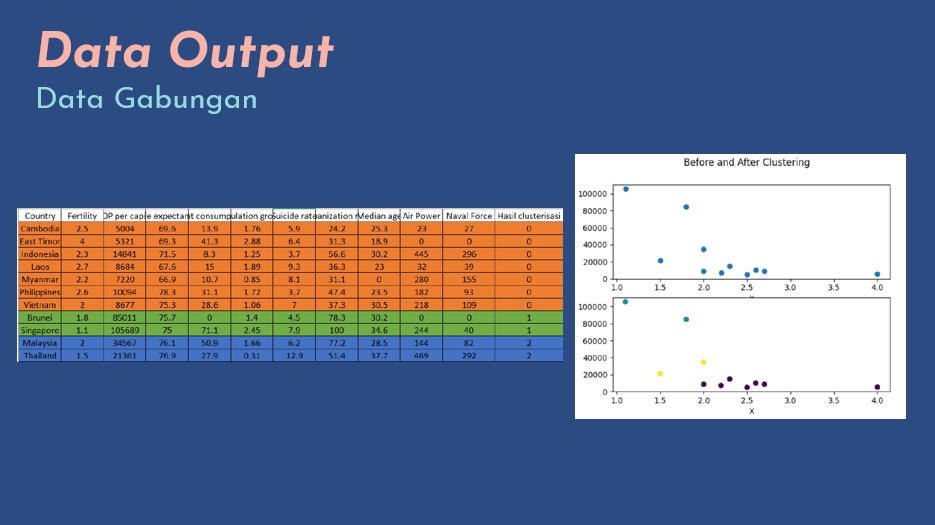 Data Output
Data Gabungan
Country Fertility DP per cap e expectan t consump ulation gro Suicide rate anization r Median age Air Power Naval Force Hasil clusterisasi
Cambodia 2.5 5004 69.6 13.9 1.76 5.9 24.2 25.3 23 27 0
East Timor 4 5321 69.3 41.3 2.88 6.4 31.3 18.9 0 0 0
Indonesia 2.3 14841 71.5 8.3 1.25 3.7 56.6 30.2 445 296 0
Laos 2.7 8684 67.6 15 1.89 9.3 36.3 23 32 39 0
Myanmar 2.2 7220 66.9 10.7 0.85 8.1 31.1 0 280 155 0
Philippines 2.6 10094 78.3 31.1 1.72 3.7 47.4 23.5 182 93 0
Vietnam 2 8677 75.3 28.6 1.06 7 37.3 30.5 218 109 0
Brunei 1.8 85011 75.7 0 1.4 4.5 78.3 30.2 0 0 1
Singapore 1.1 105689 75 71.1 2.45 7.9 100 34.6 244 40 1
Malaysia 2 34567 76.1 50.9 1.66 6.2 77.2 28.5 144 82 2
Thailand 1.5 21361 76.9 27.9 0.31 12.9 51.4 37.7 469 292 2
Before and After Clustering
100000
80000
60000
40000
20000
0
1.0 1.5 2.0 2.5 3.0 3.5 4.0
100000
80000
60000
40000
20000
0
1.0 1.5 2.0 2.5 3.0 3.5 4.0
X